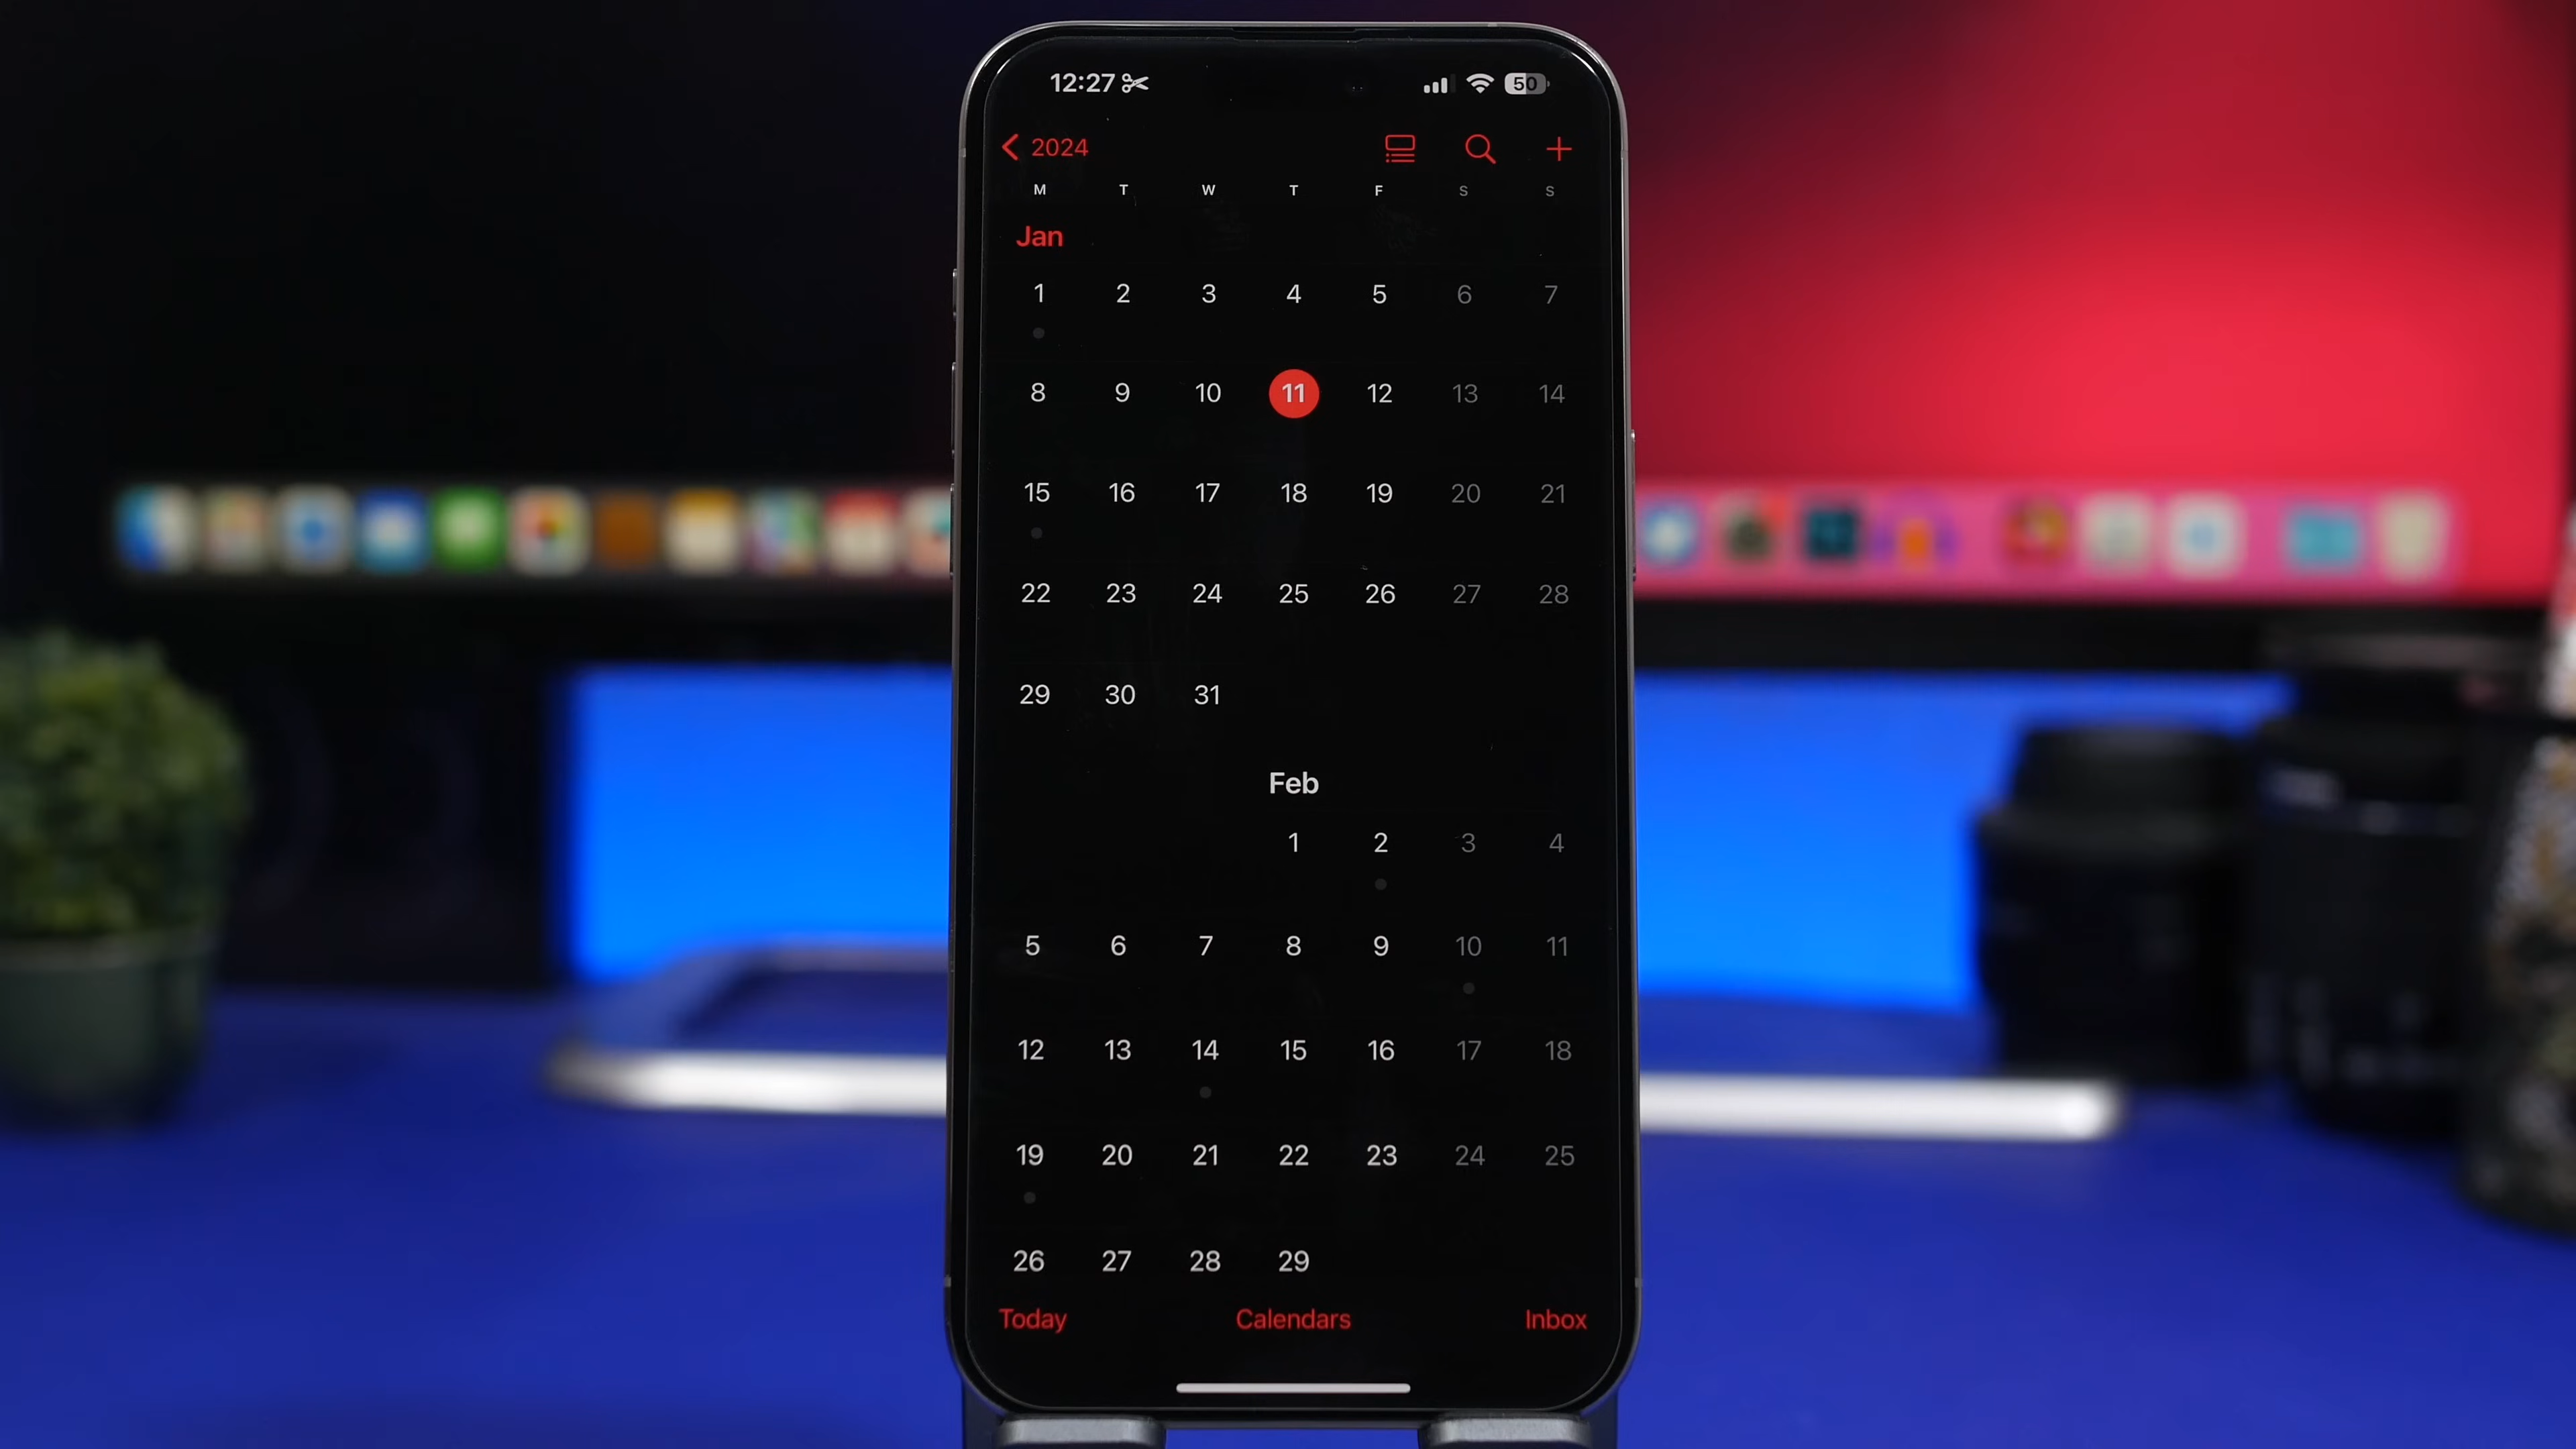 12:27 50
2024
M T W T F S S
Jan
1 2 3 4 5 6 7
8 9 10 11 12 13 14
15 16 17 18 19 20 21
22 23 24 25 26 27 28
29 30 31
Feb
1 2 3 4
5 6 7 8 9 10 11
12 13 14 15 16 17 18
19 20 21 22 23 24 25
26 27 28 29
Today Calendars Inbox